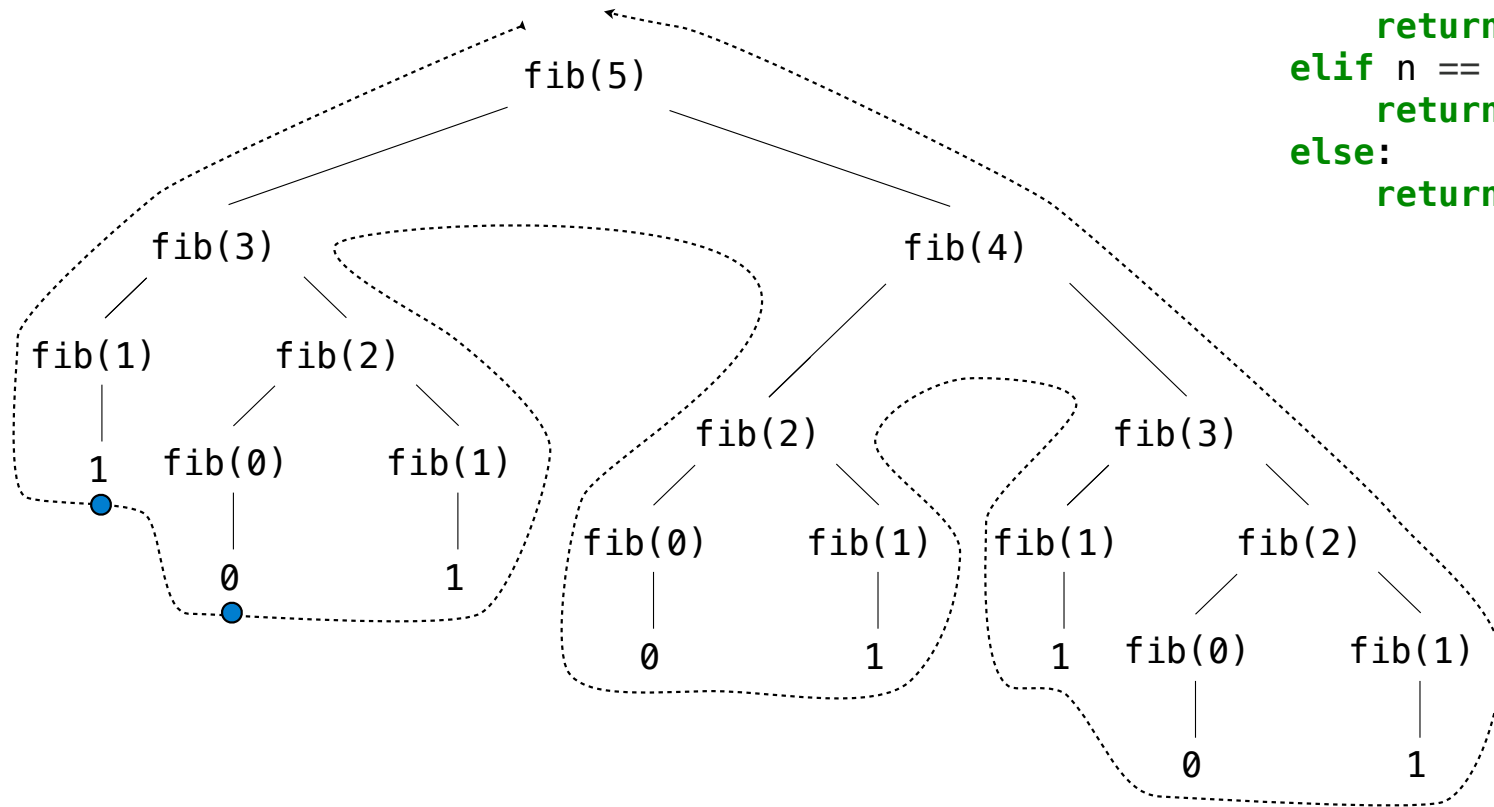 return
elif n ==
return
else:
return
fib(5)
fib(3)
fib(4)
fib(1)
fib(2)
fib(2)
fib(3)
1
fib(0)
fib(1)
fib(0)
fib(1)
fib(1)
fib(2)
0
1
0
1
1
fib(0)
fib(1)
0
1